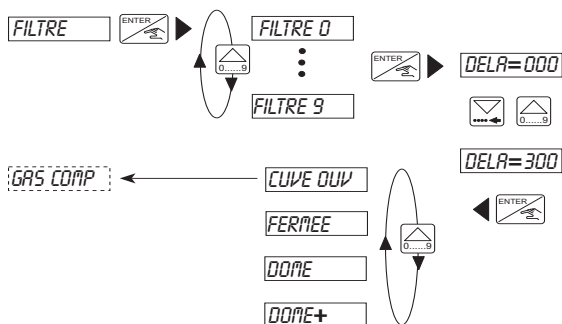 FILTRE
ENTER
0......9
FILTRE 0
FILTRE 9
ENTER
DELA=000
0......9
DELA=300
ENTER
GAS COMP
CUVE OUV
FERMEE
DOME
DOME+
0......9